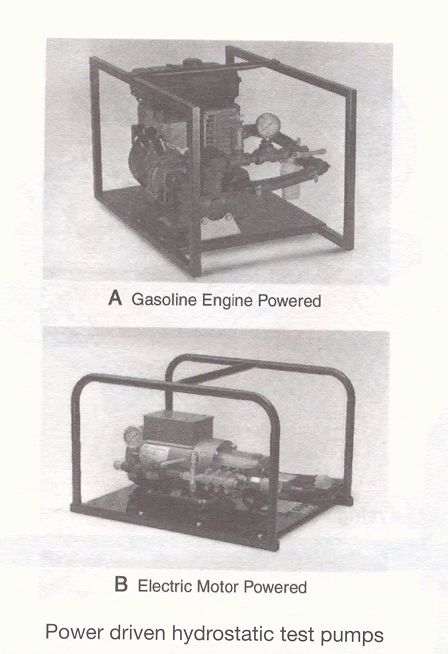 A Gasoline Engine Powered
B Electric Motor Powered
Power driven hydrostatic test pumps